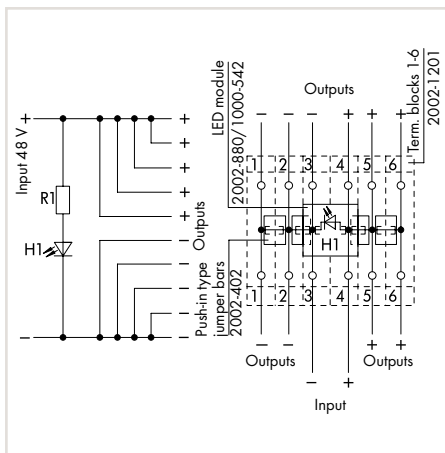 Input 48 V
+
−
R1
H1
+
+
+
+
Outputs
−
−
−
−
Push-in type
jumper bars
2002-402
LED module
2002-880/1000-542
Term. blocks 1-6
2002-1201
Outputs
− − − + + +
1 2 3 4 5 6
H1
1 2 3 4 5 6
− − + +
Outputs Outputs
− +
Input